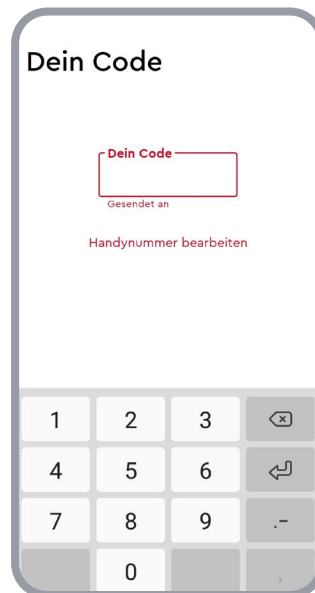 Dein Code
Dein Code
Gesendet an
Handynummer bearbeiten
1 2 3
4 5 6
7 8 9 .-
0 ,